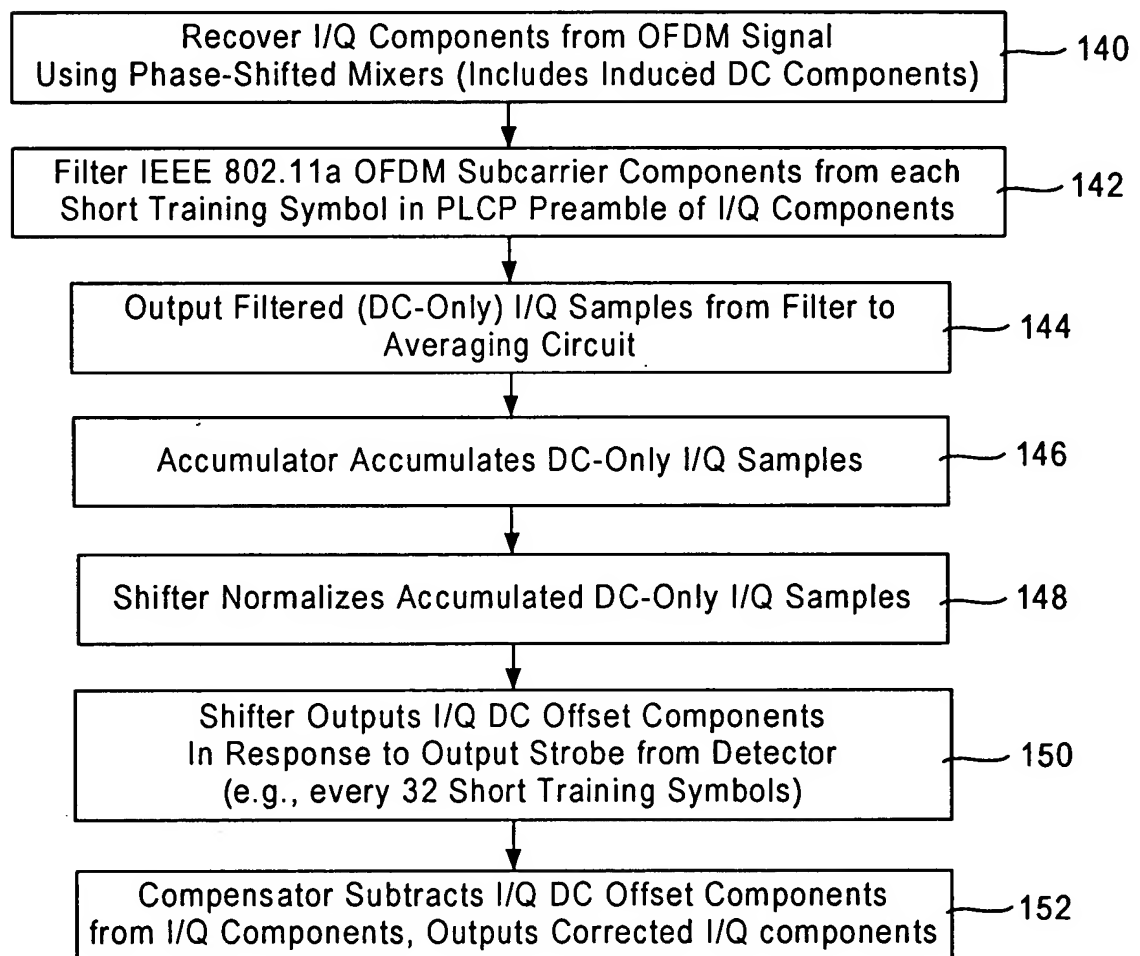 Recover I/Q Components from OFDM Signal
Using Phase-Shifted Mixers (Includes Induced DC Components)
140
Filter IEEE 802.11a OFDM Subcarrier Components from each
Short Training Symbol in PLCP Preamble of I/Q Components
142
Output Filtered (DC-Only) I/Q Samples from Filter to
Averaging Circuit
144
Accumulator Accumulates DC-Only I/Q Samples
146
Shifter Normalizes Accumulated DC-Only I/Q Samples
148
Shifter Outputs I/Q DC Offset Components
In Response to Output Strobe from Detector
(e.g., every 32 Short Training Symbols)
150
Compensator Subtracts I/Q DC Offset Components
from I/Q Components, Outputs Corrected I/Q components
152